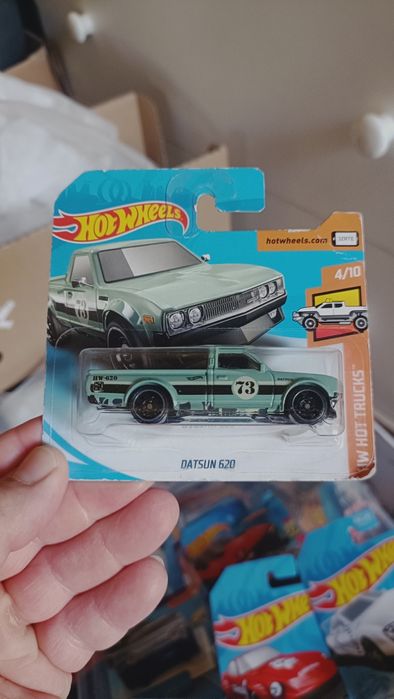 HOT WHEELS
hotwheels.com
4/10
73
HW-620
73
HW HOT TRUCKS
DATSUN 620
HOT WHEELS
HOT WHEELS